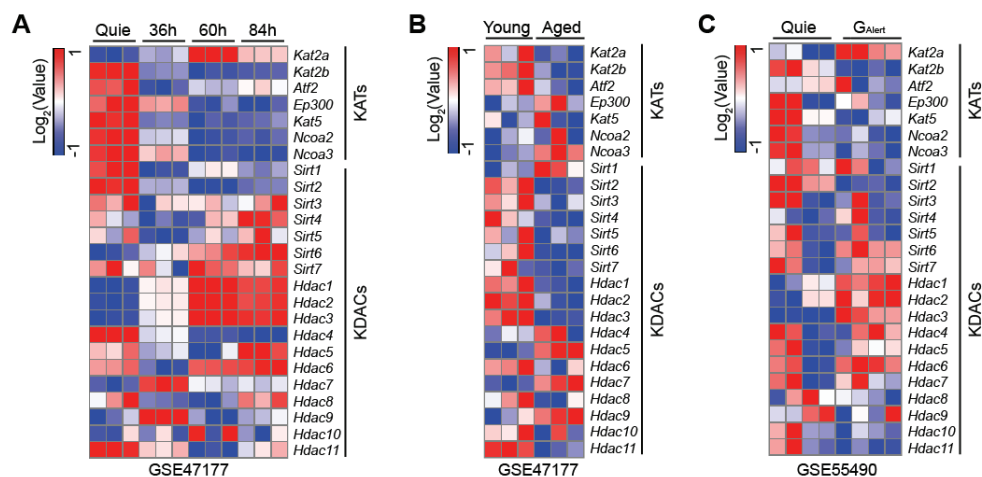 A
Quie 36h 60h 84h
1
-1
Log2(Value)
Kat2a
Kat2b
Atf2
Ep300
Kat5
Ncoa2
Ncoa3
Sirt1
Sirt2
Sirt3
Sirt4
Sirt5
Sirt6
Sirt7
Hdac1
Hdac2
Hdac3
Hdac4
Hdac5
Hdac6
Hdac7
Hdac8
Hdac9
Hdac10
Hdac11
KATs
KDACs
GSE47177
B
Young Aged
1
-1
Log2(Value)
Kat2a
Kat2b
Atf2
Ep300
Kat5
Ncoa2
Ncoa3
Sirt1
Sirt2
Sirt3
Sirt4
Sirt5
Sirt6
Sirt7
Hdac1
Hdac2
Hdac3
Hdac4
Hdac5
Hdac6
Hdac7
Hdac8
Hdac9
Hdac10
Hdac11
KATs
KDACs
GSE47177
C
Quie GAlert
1
-1
Log2(Value)
Kat2a
Kat2b
Atf2
Ep300
Kat5
Ncoa2
Ncoa3
Sirt1
Sirt2
Sirt3
Sirt4
Sirt5
Sirt6
Sirt7
Hdac1
Hdac2
Hdac3
Hdac4
Hdac5
Hdac6
Hdac7
Hdac8
Hdac9
Hdac10
Hdac11
KATs
KDACs
GSE55490